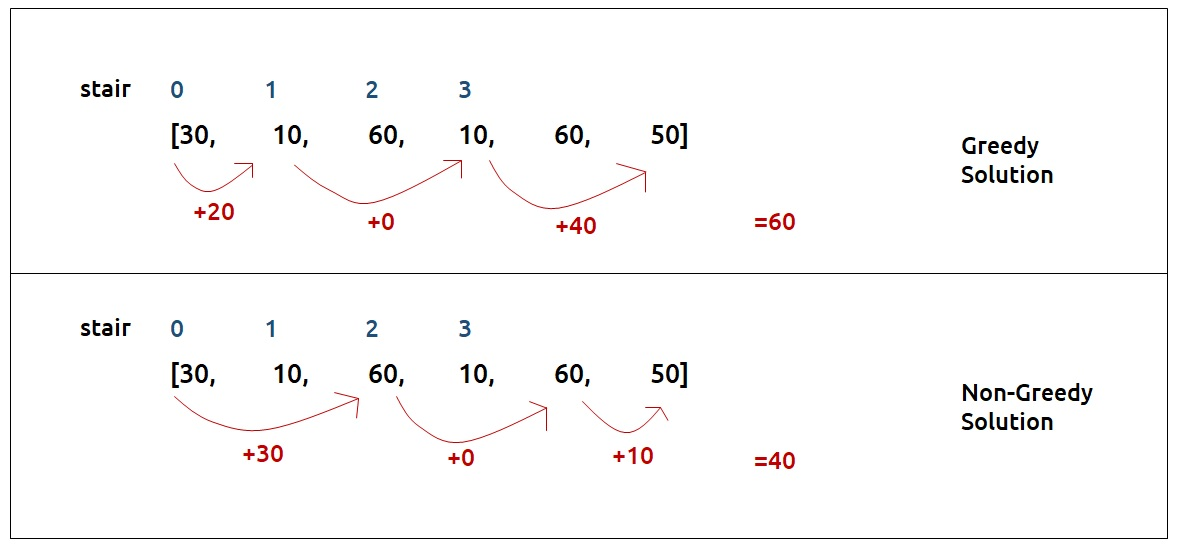 stair 0 1 2 3
[30, 10, 60, 10, 60, 50]
Greedy
Solution
+20 +0 +40 =60
stair 0 1 2 3
[30, 10, 60, 10, 60, 50]
Non-Greedy
Solution
+30 +0 +10 =40